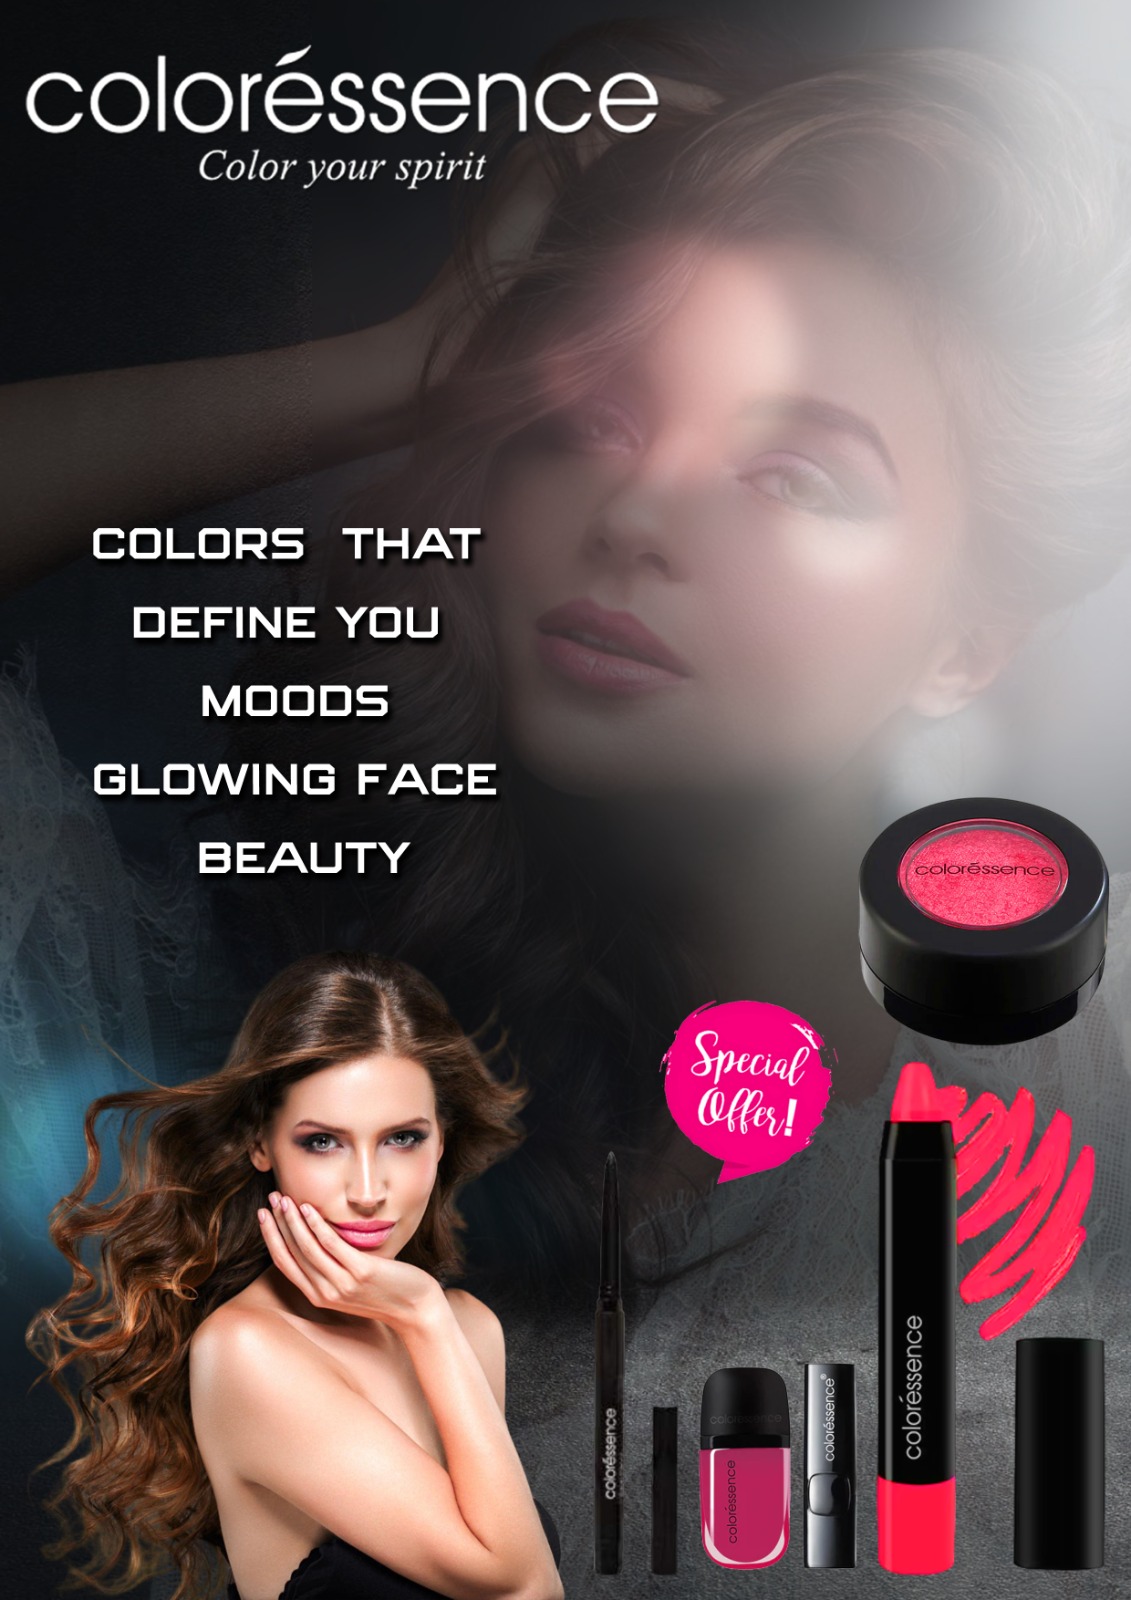 coloréssence
Color your spirit
COLORS THAT
DEFINE YOU
MOODS
GLOWING FACE
BEAUTY
coloréssence
Special
Offer!
coloréssence
coloréssence
coloréssence
coloréssence®
coloréssence